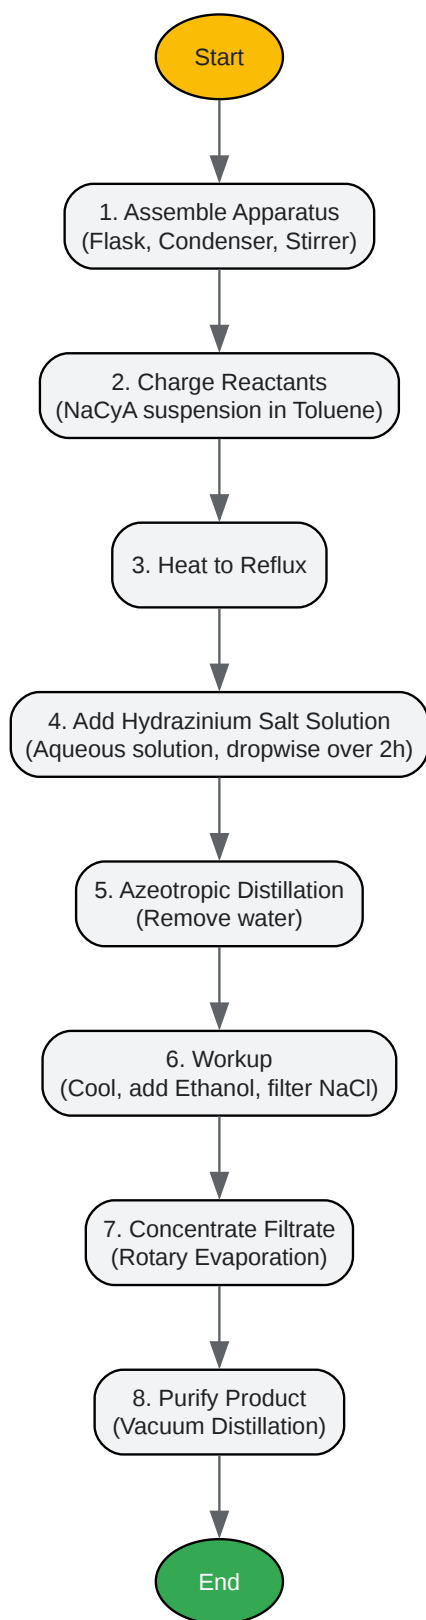 Start
1. Assemble Apparatus
(Flask, Condenser, Stirrer)
2. Charge Reactants
(NaCyA suspension in Toluene)
3. Heat to Reflux
4. Add Hydrazinium Salt Solution
(Aqueous solution, dropwise over 2h)
5. Azeotropic Distillation
(Remove water)
6. Workup
(Cool, add Ethanol, filter NaCl)
7. Concentrate Filtrate
(Rotary Evaporation)
8. Purify Product
(Vacuum Distillation)
End